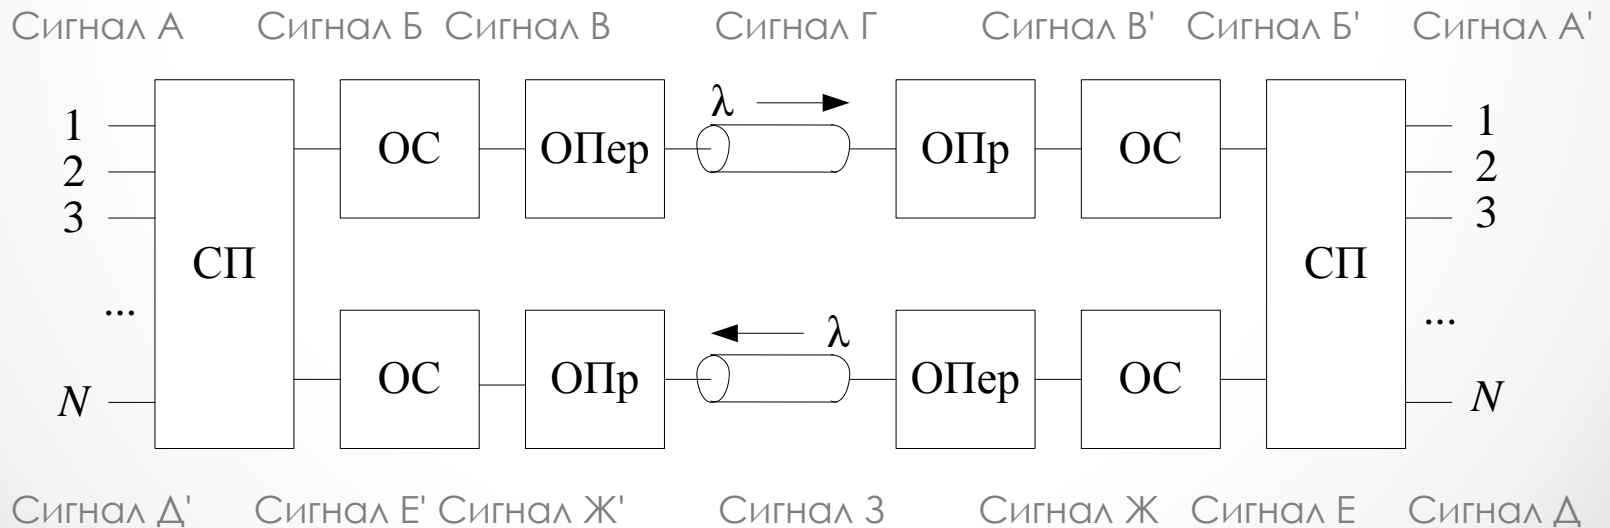 Сигнал А Сигнал Б Сигнал В Сигнал Г Сигнал В' Сигнал Б' Сигнал А'
λ
1 ОС ОПер ОПр ОС 1
2 2
3 3
СП СП
... ...
λ
ОС ОПр ОПер ОС
N N
Сигнал Д' Сигнал Е' Сигнал Ж' Сигнал З Сигнал Ж Сигнал Е Сигнал Д